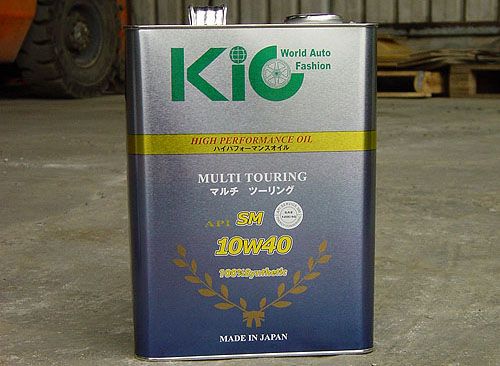 KiC
World Auto
Fashion
HIGH PERFORMANCE OIL
ハイパフォーマンスオイル
MULTI TOURING
マルチ ツーリング
API SM
10w40
100%Synthetic
MADE IN JAPAN